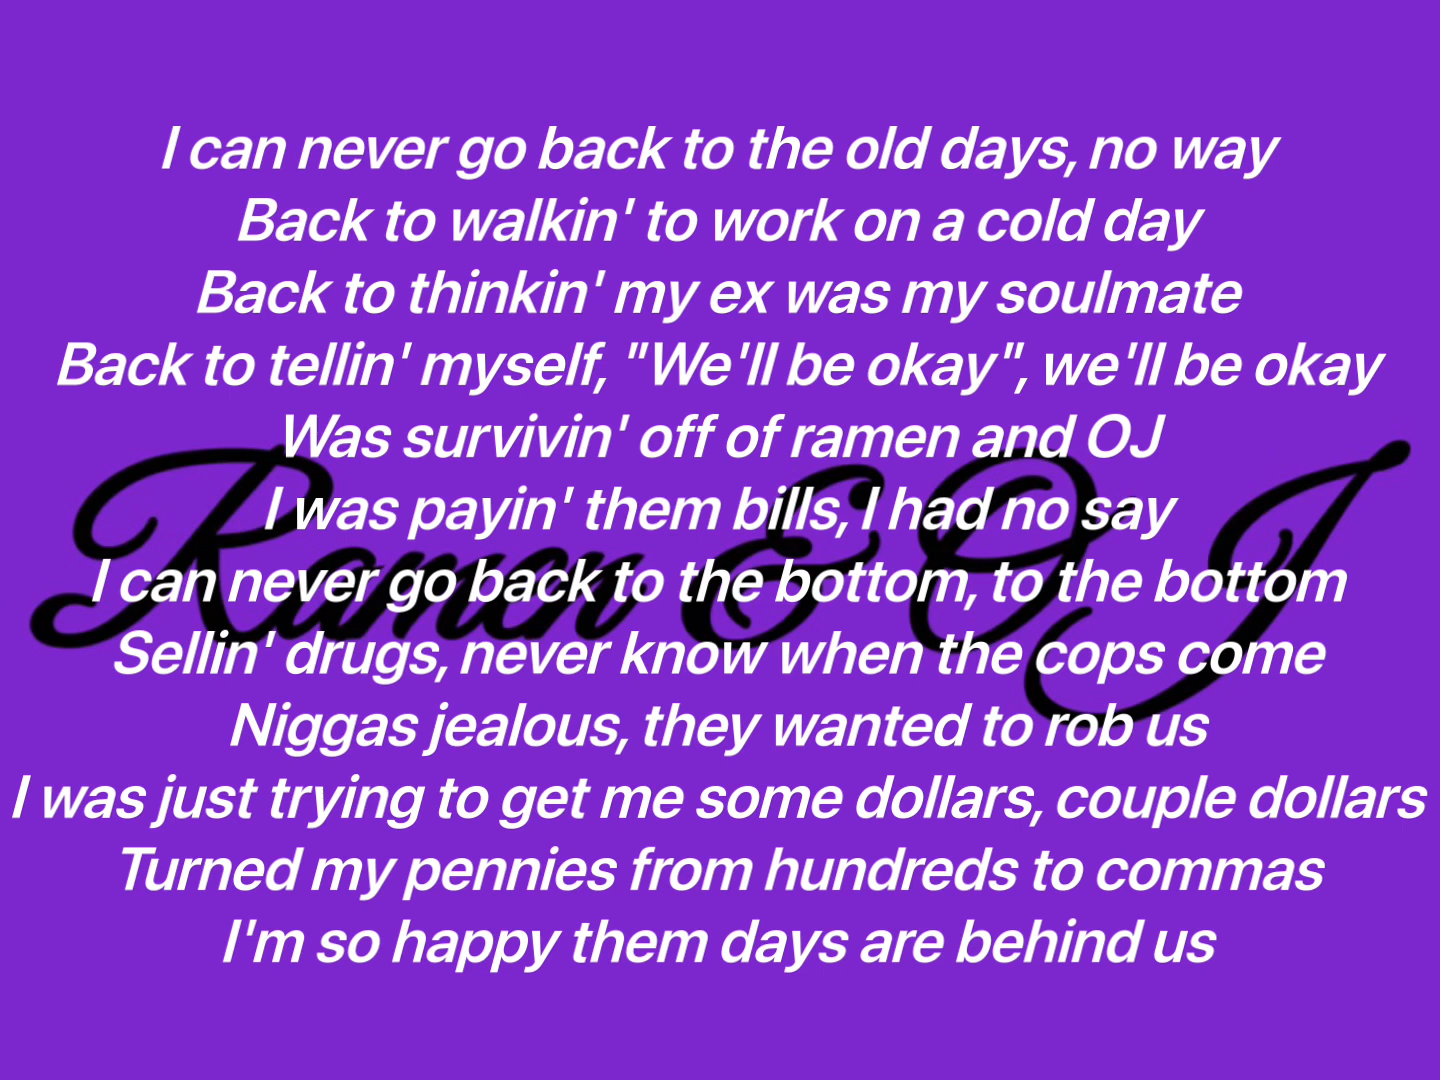 I can never go back to the old days, no way
Back to walkin' to work on a cold day
Back to thinkin' my ex was my soulmate
Back to tellin' myself, "We'll be okay", we'll be okay
Was survivin' off of ramen and OJ
I was payin' them bills, I had no say
Ramen & OJ
I can never go back to the bottom, to the bottom
Sellin' drugs, never know when the cops come
Niggas jealous, they wanted to rob us
I was just trying to get me some dollars, couple dollars
Turned my pennies from hundreds to commas
I'm so happy them days are behind us